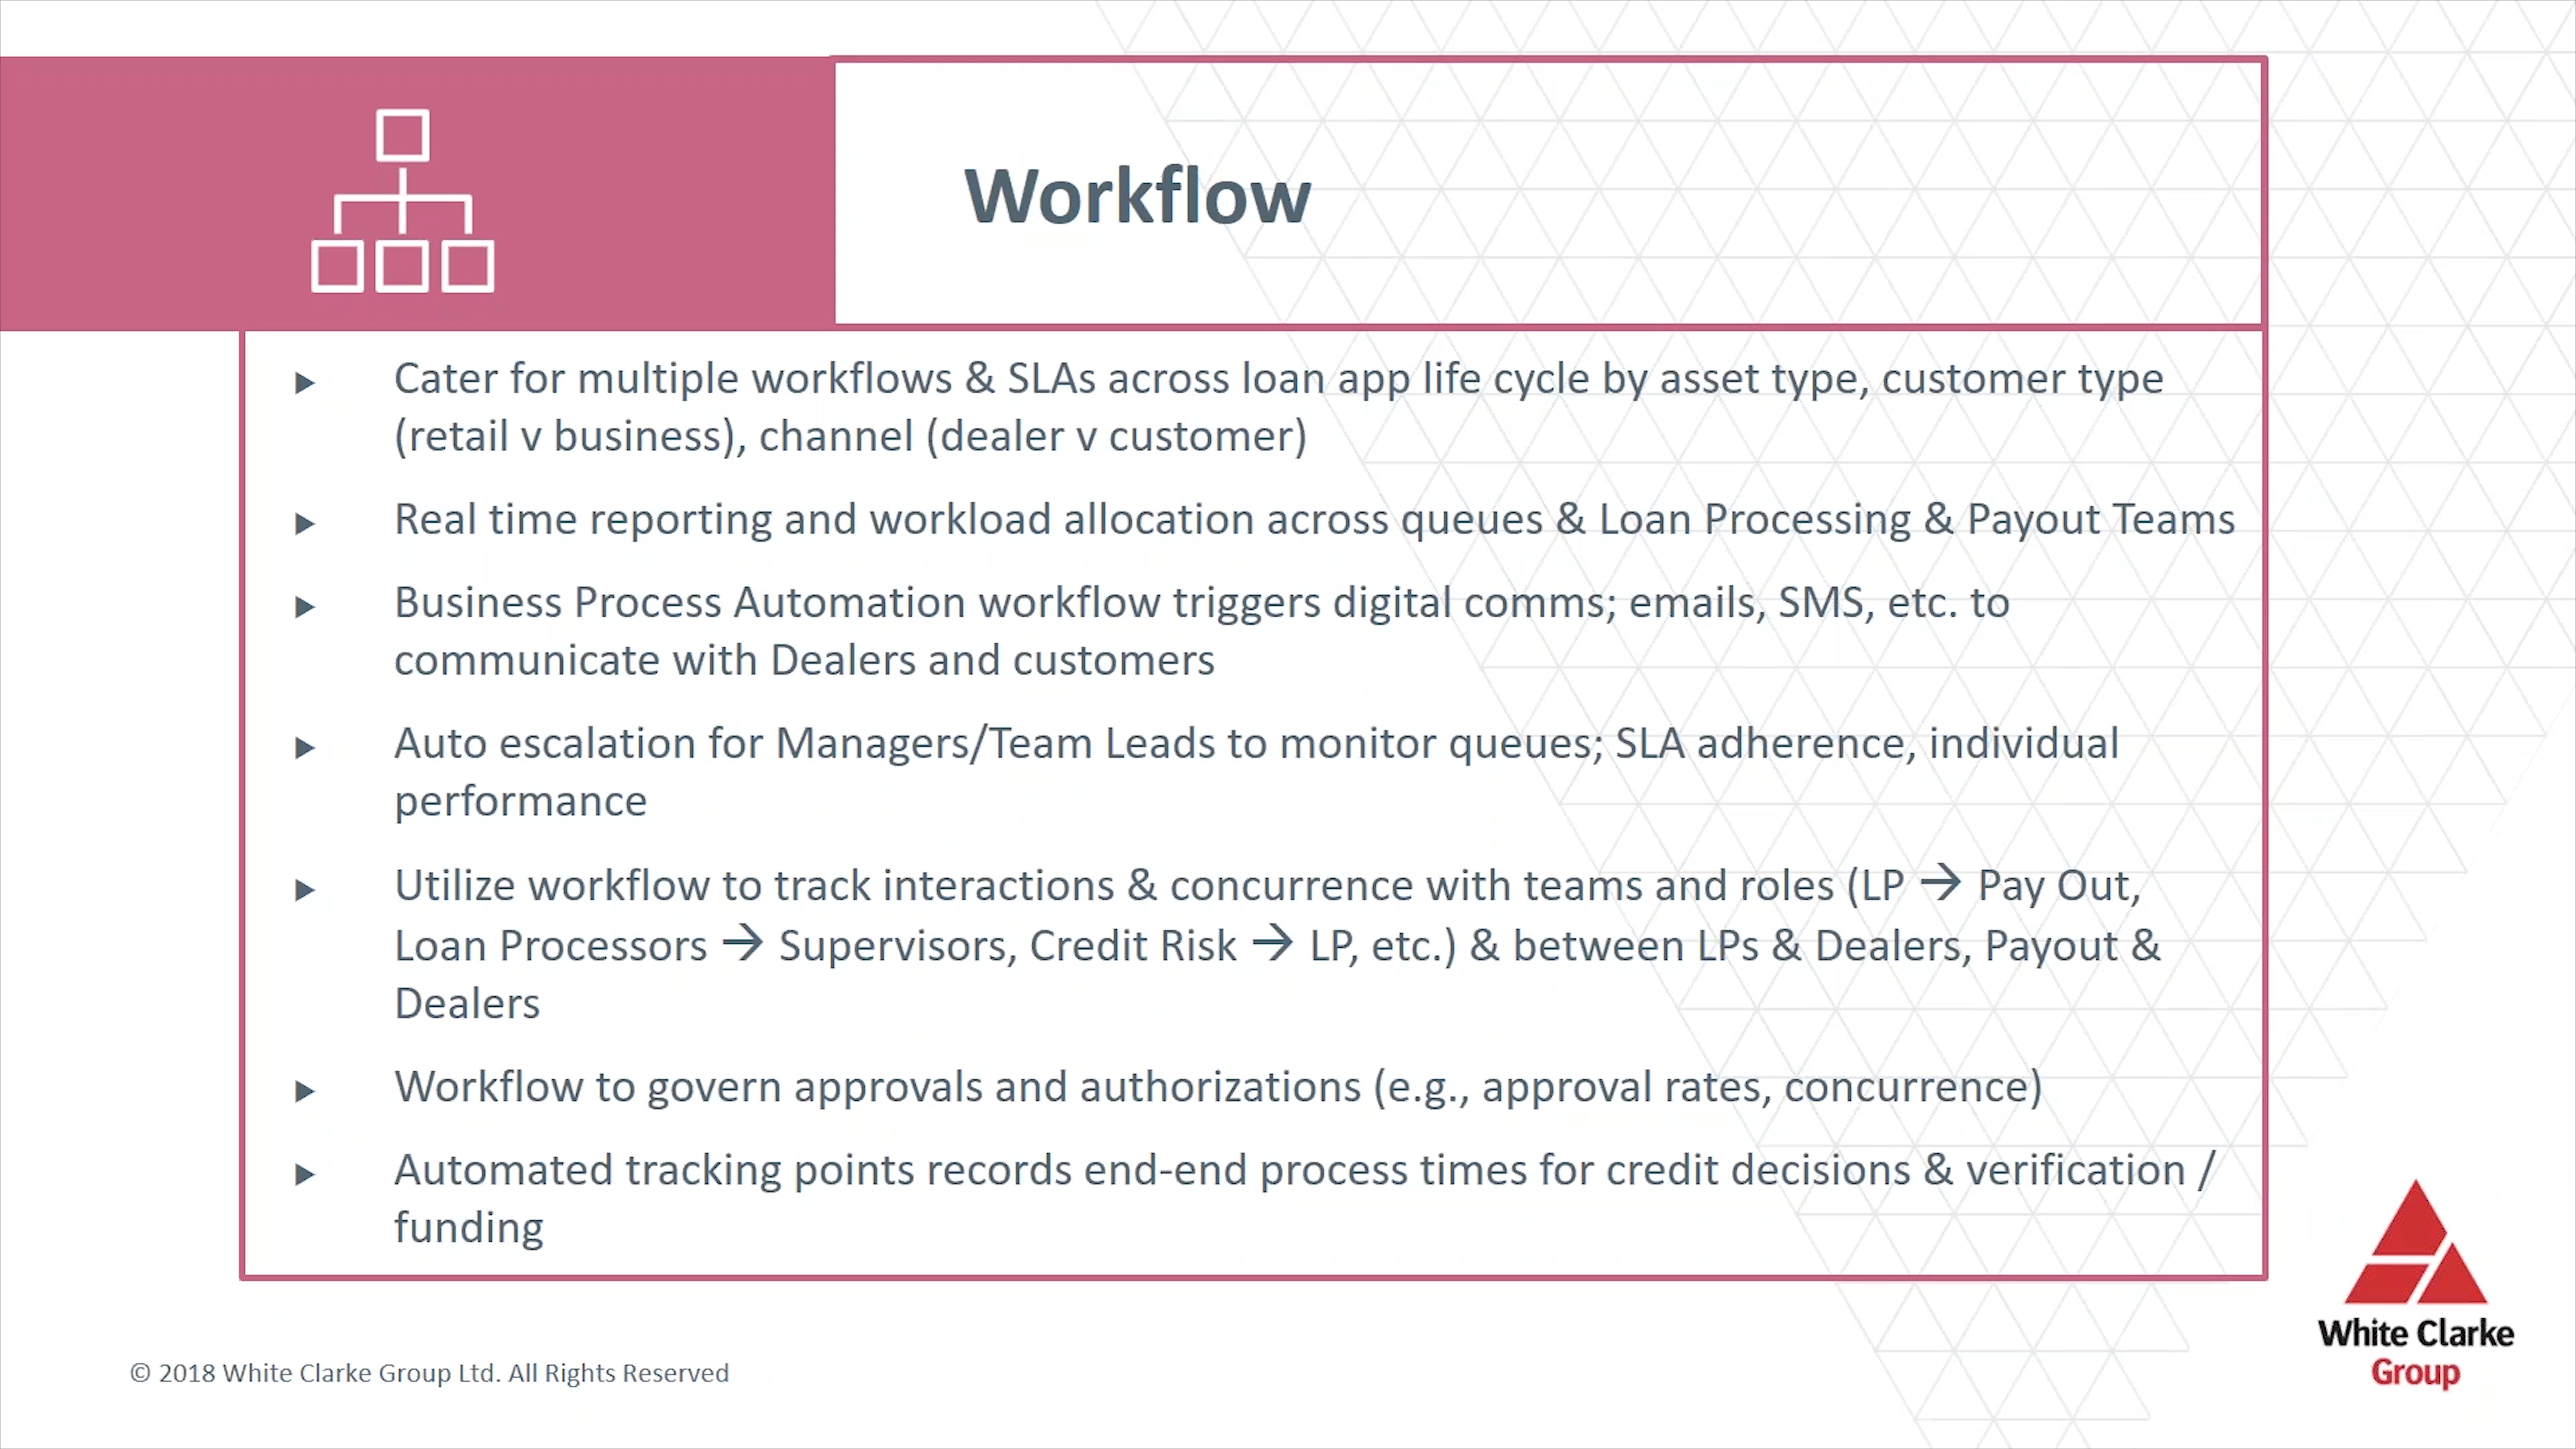 Workflow
▶ Cater for multiple workflows & SLAs across loan app life cycle by asset type, customer type
(retail v business), channel (dealer v customer)
▶ Real time reporting and workload allocation across queues & Loan Processing & Payout Teams
▶ Business Process Automation workflow triggers digital comms; emails, SMS, etc. to
communicate with Dealers and customers
▶ Auto escalation for Managers/Team Leads to monitor queues; SLA adherence, individual
performance
▶ Utilize workflow to track interactions & concurrence with teams and roles (LP → Pay Out,
Loan Processors → Supervisors, Credit Risk → LP, etc.) & between LPs & Dealers, Payout &
Dealers
▶ Workflow to govern approvals and authorizations (e.g., approval rates, concurrence)
▶ Automated tracking points records end-end process times for credit decisions & verification /
funding
White Clarke
Group
© 2018 White Clarke Group Ltd. All Rights Reserved